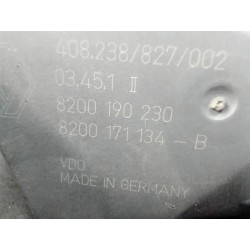 408.238/827/002
03.45.1 II
8200 190 230
8200 171 134 - B
VDO
MADE IN GERMANY